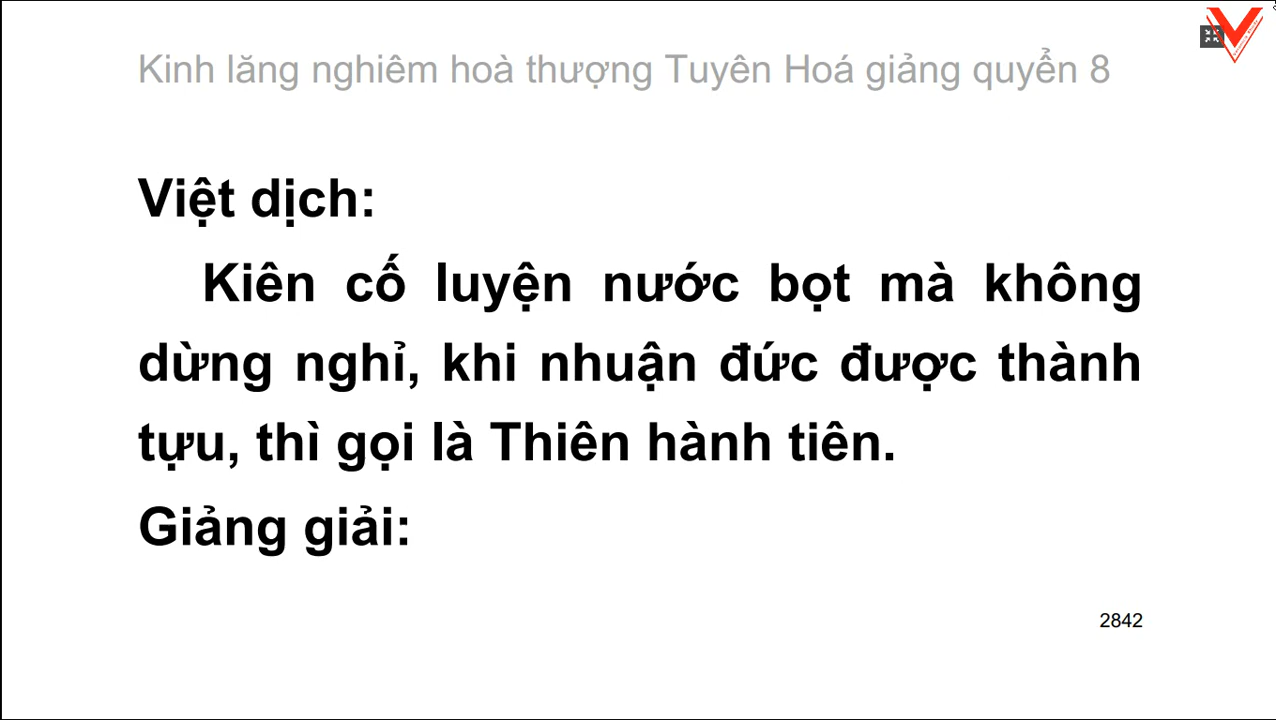 Kinh lăng nghiêm hoà thượng Tuyên Hoá giảng quyển 8
Việt dịch:
Kiên cố luyện nước bọt mà không
dừng nghỉ, khi nhuận đức được thành
tựu, thì gọi là Thiên hành tiên.
Giảng giải:
2842